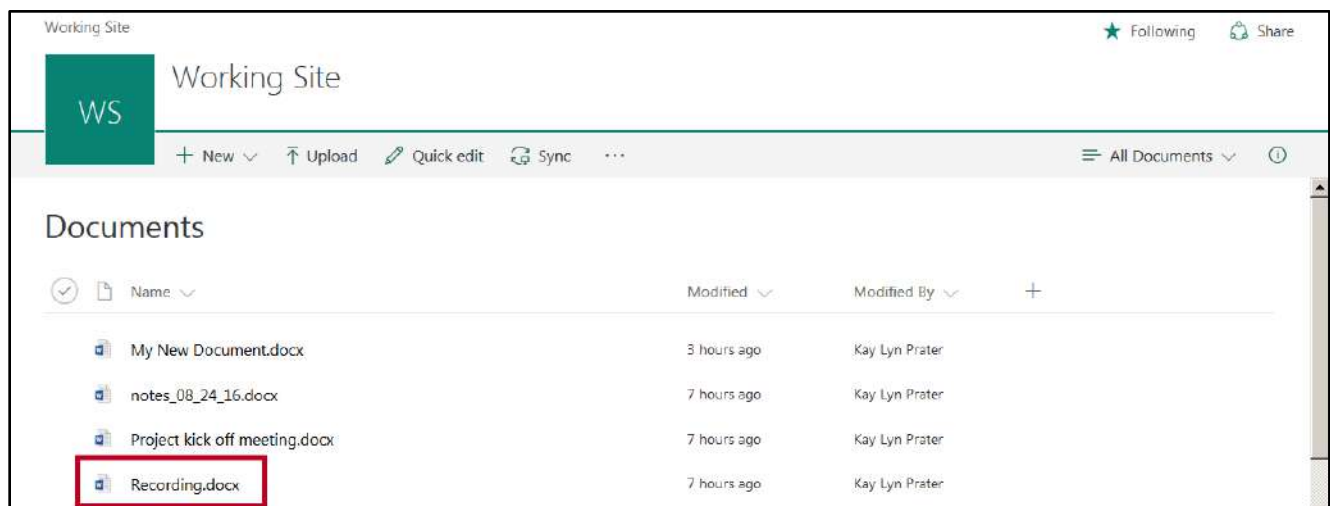 Working Site
Following Share
WS
Working Site
New Upload Quick edit Sync ... All Documents
Documents
Name Modified Modified By
My New Document.docx 3 hours ago Kay Lyn Prater
notes_08_24_16.docx 7 hours ago Kay Lyn Prater
Project kick off meeting.docx 7 hours ago Kay Lyn Prater
Recording.docx 7 hours ago Kay Lyn Prater